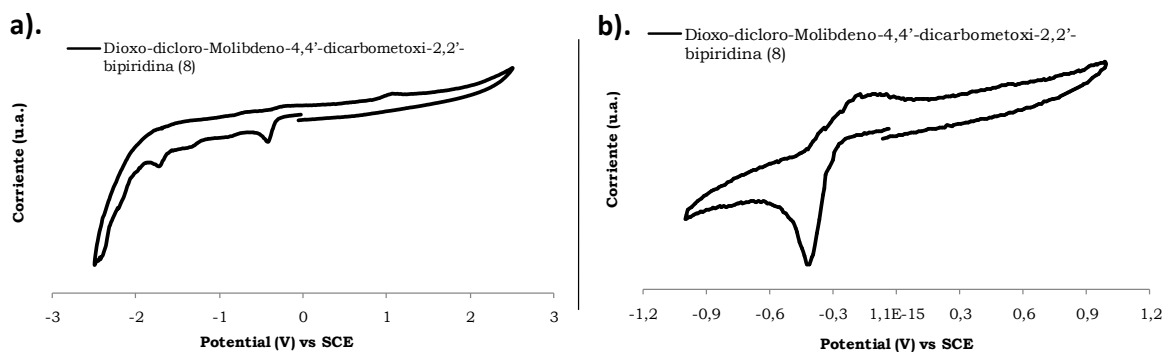 a).
Dioxo-dicloro-Molibdeno-4,4’-dicarbometoxi-2,2’-
bipiridina (8)
Corriente (u.a.)
-3 -2 -1 0 1 2 3
Potential (V) vs SCE
b).
Dioxo-dicloro-Molibdeno-4,4’-dicarbometoxi-2,2’-
bipiridina (8)
Corriente (u.a.)
-1,2 -0,9 -0,6 -0,3 1,1E-15 0,3 0,6 0,9 1,2
Potential (V) vs SCE